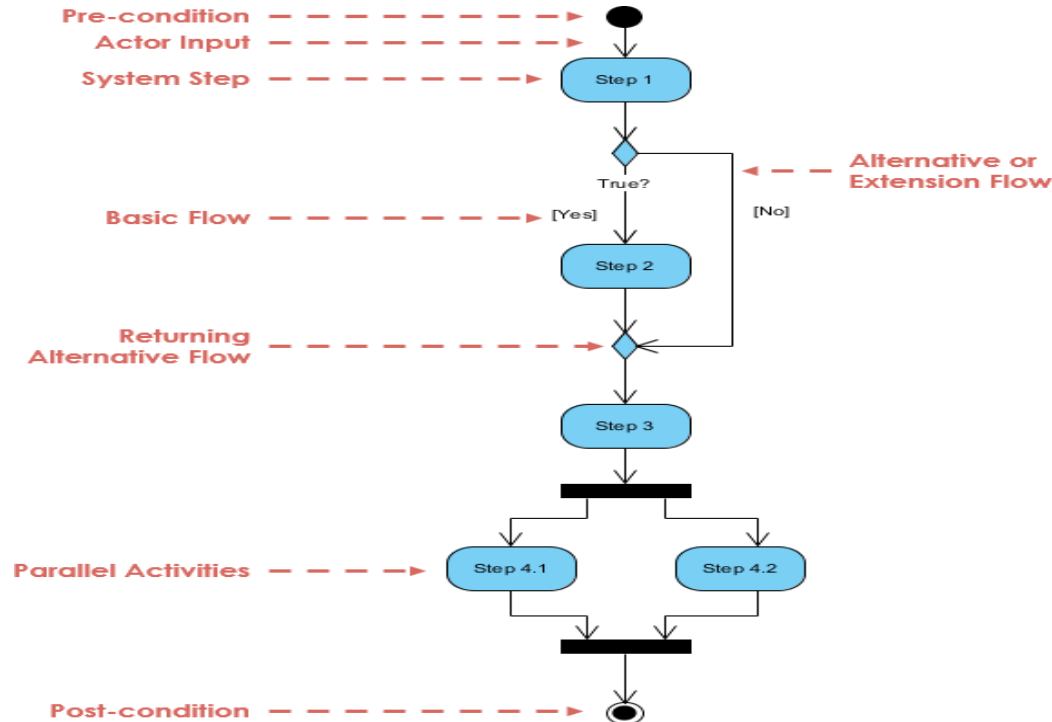 Pre-condition
Actor Input
System Step
Step 1
Alternative or
Extension Flow
True?
Basic Flow
[Yes]
[No]
Step 2
Returning
Alternative Flow
Step 3
Parallel Activities
Step 4.1
Step 4.2
Post-condition